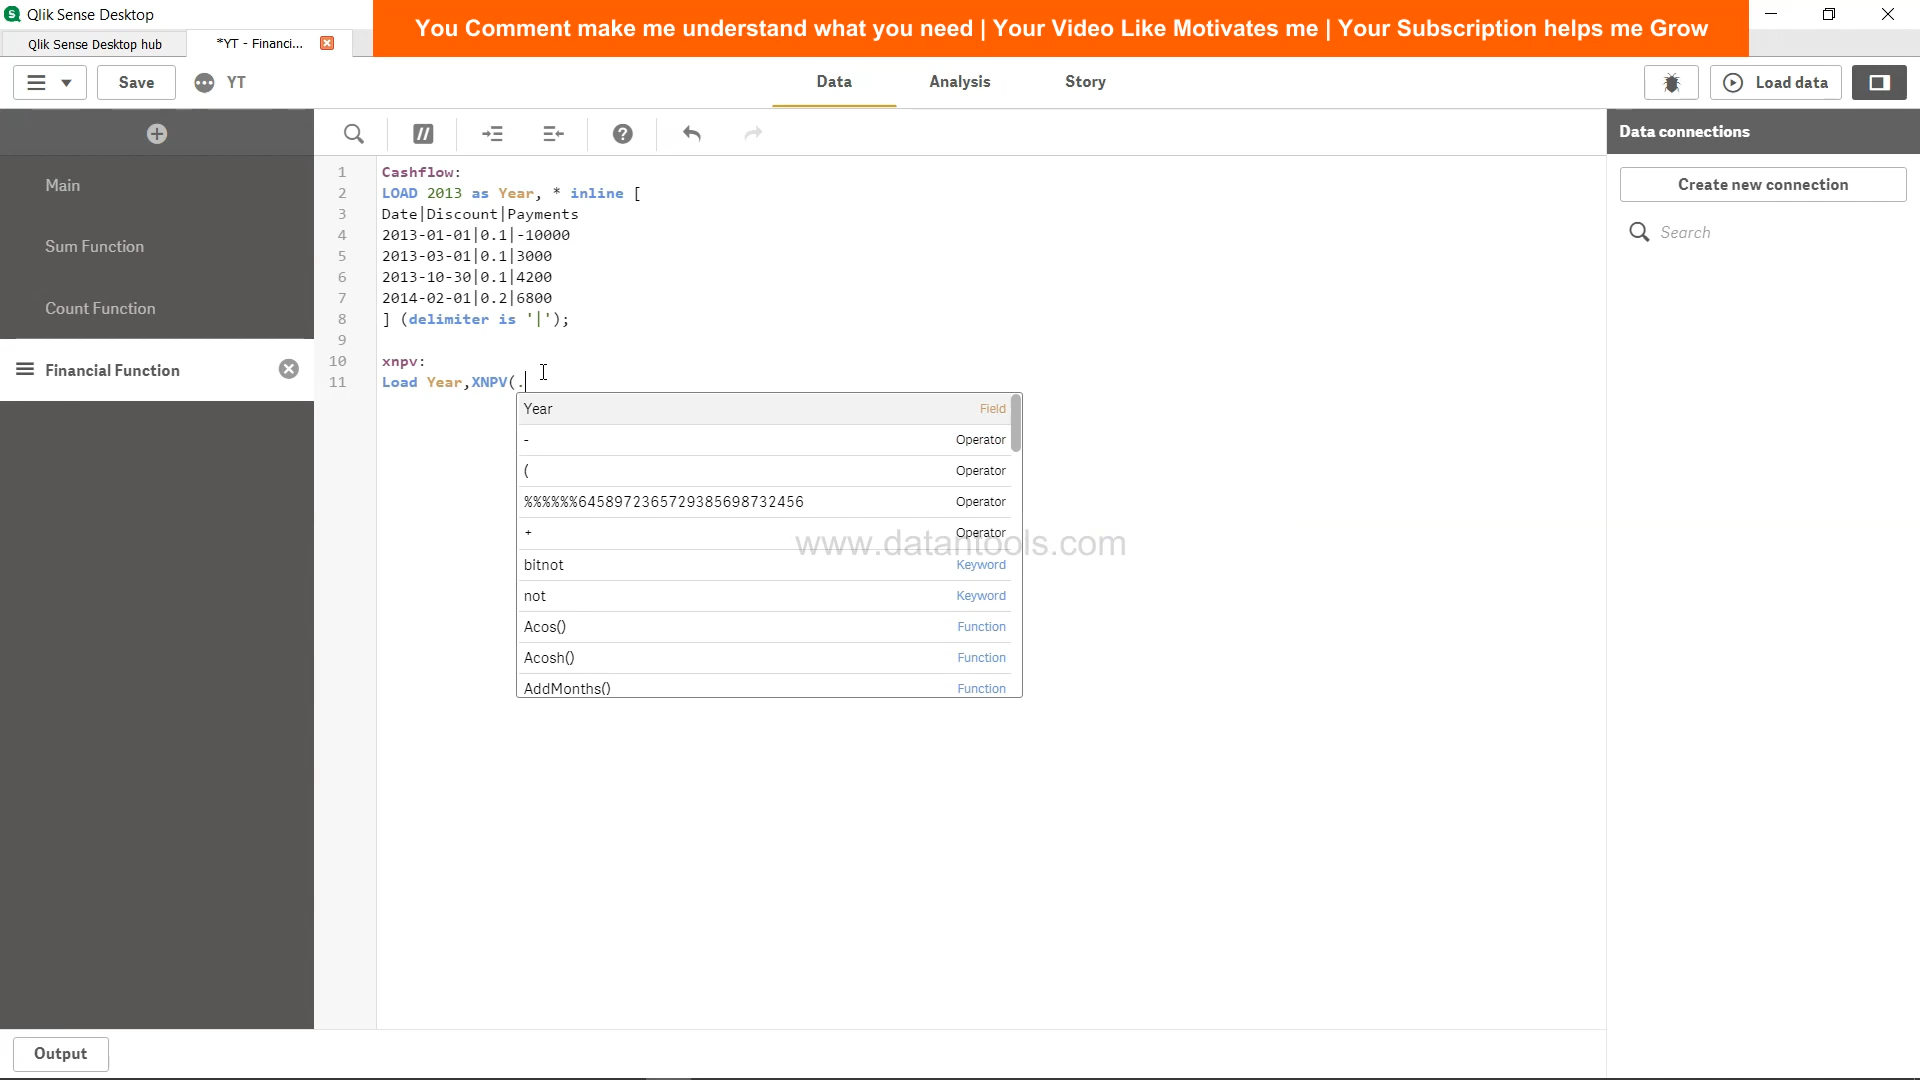 Qlik Sense Desktop
You Comment make me understand what you need | Your Video Like Motivates me | Your Subscription helps me Grow
Qlik Sense Desktop hub
*YT - Financi...
Save
YT
Data
Analysis
Story
Load data
Main
Sum Function
Count Function
Financial Function
1 Cashflow:
2 LOAD 2013 as Year, * inline [
3 Date|Discount|Payments
4 2013-01-01|0.1|-10000
5 2013-03-01|0.1|3000
6 2013-10-30|0.1|4200
7 2014-02-01|0.2|6800
8 ] (delimiter is '|');
9
10 xnpv:
11 Load Year,XNPV(.
Year Field
- Operator
( Operator
%%%%%%6458972365729385698732456 Operator
+ Operator
www.datantools.com
bitnot Keyword
not Keyword
Acos() Function
Acosh() Function
AddMonths() Function
Data connections
Create new connection
Search
Output